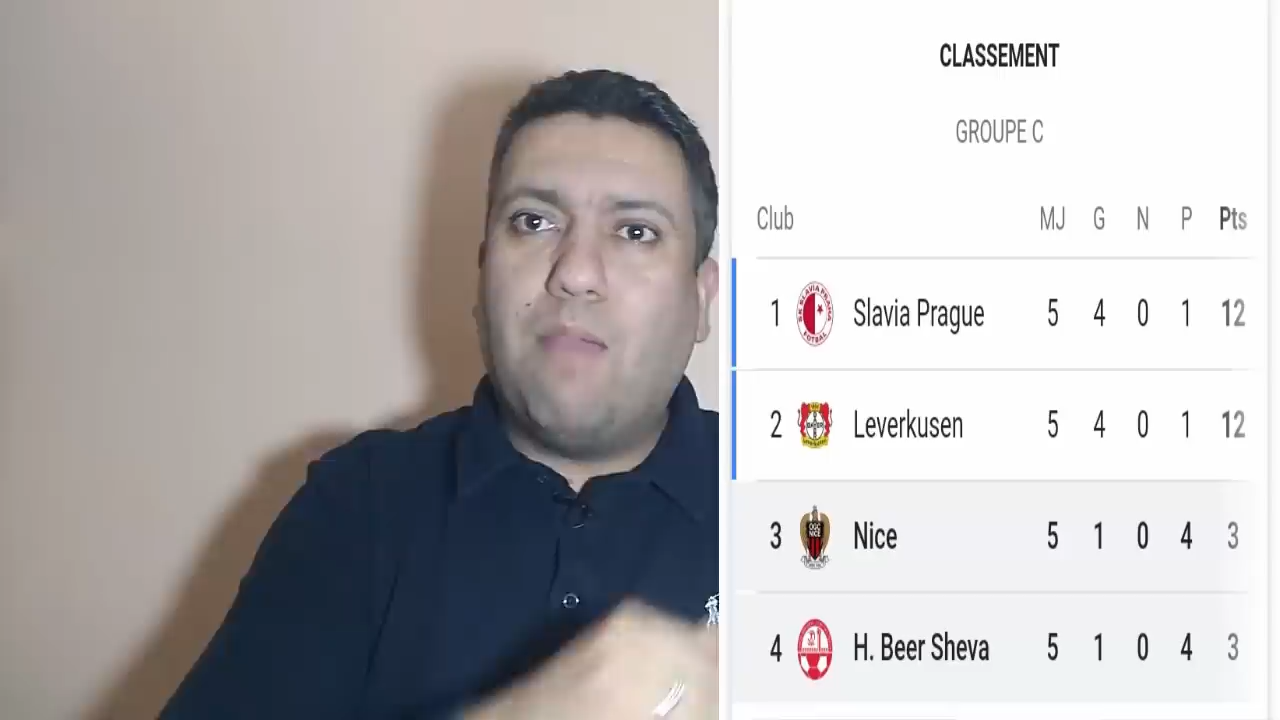 CLASSEMENT
GROUPE C
Club MJ G N P Pts
1 Slavia Prague 5 4 0 1 12
2 Leverkusen 5 4 0 1 12
3 Nice 5 1 0 4 3
4 H. Beer Sheva 5 1 0 4 3